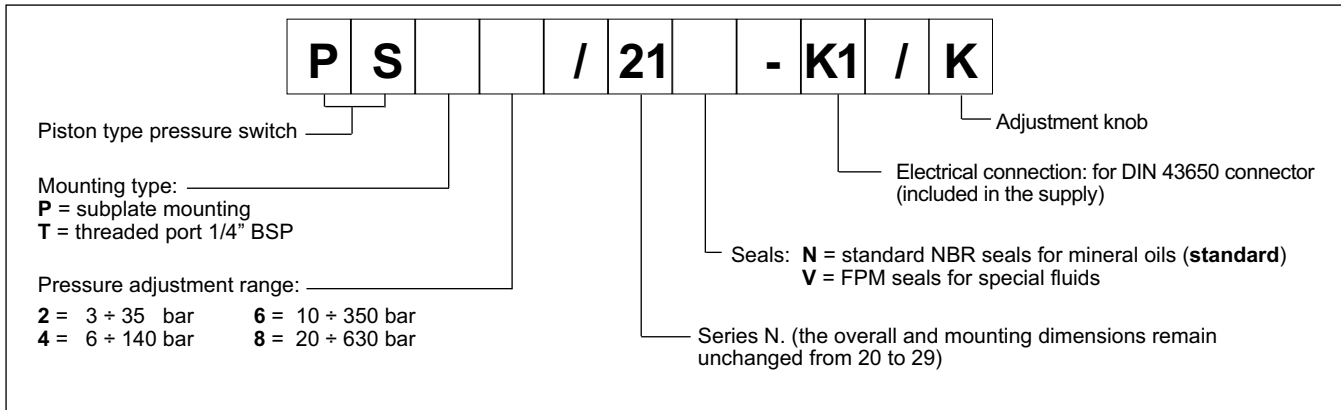 P S / 21 - K1 / K
Piston type pressure switch
Adjustment knob
Mounting type:
P = subplate mounting
T = threaded port 1/4” BSP
Electrical connection: for DIN 43650 connector
(included in the supply)
Seals: N = standard NBR seals for mineral oils (standard)
V = FPM seals for special fluids
Pressure adjustment range:
2 = 3 ÷ 35 bar 6 = 10 ÷ 350 bar
4 = 6 ÷ 140 bar 8 = 20 ÷ 630 bar
Series N. (the overall and mounting dimensions remain
unchanged from 20 to 29)